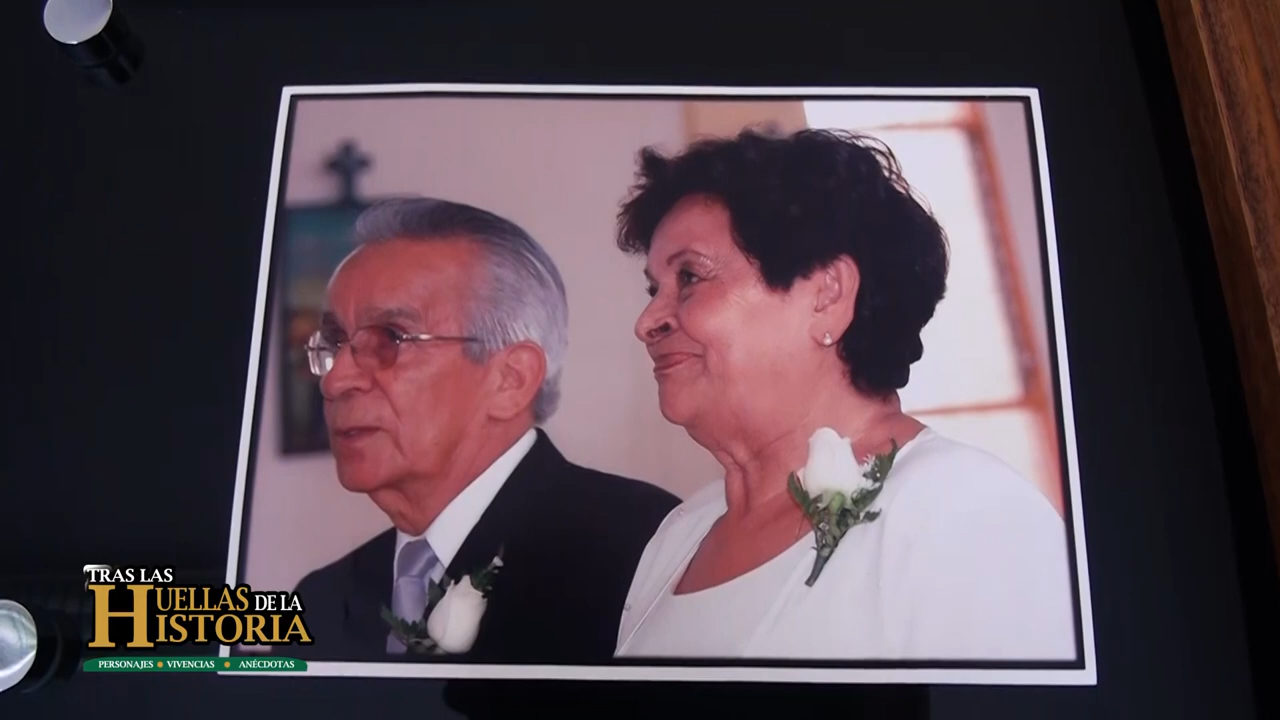 TRAS LAS
HUELLAS DE LA
HISTORIA
PERSONAJES • VIVENCIAS • ANÉCDOTAS